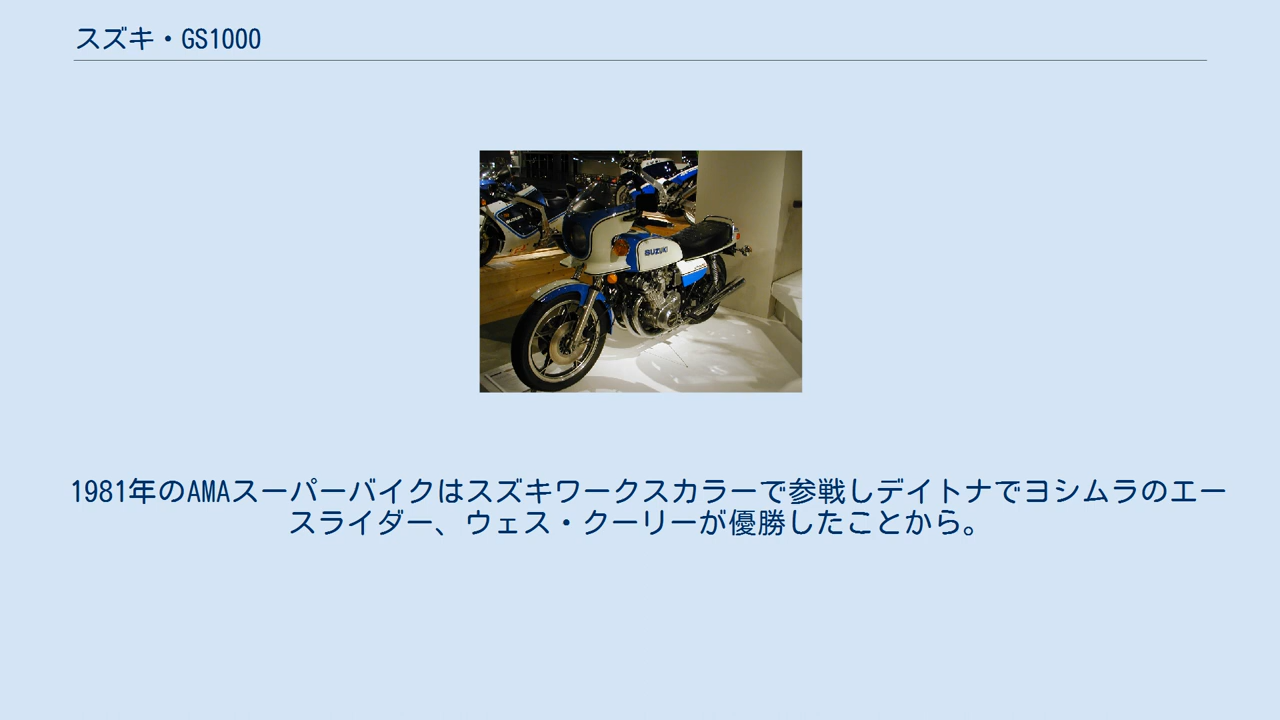 スズキ・GS1000
SUZUKI
1981年のAMAスーパーバイクはスズキワークスカラーで参戦しデイトナでヨシムラのエー
スライダー、ウェス・クーリーが優勝したことから。